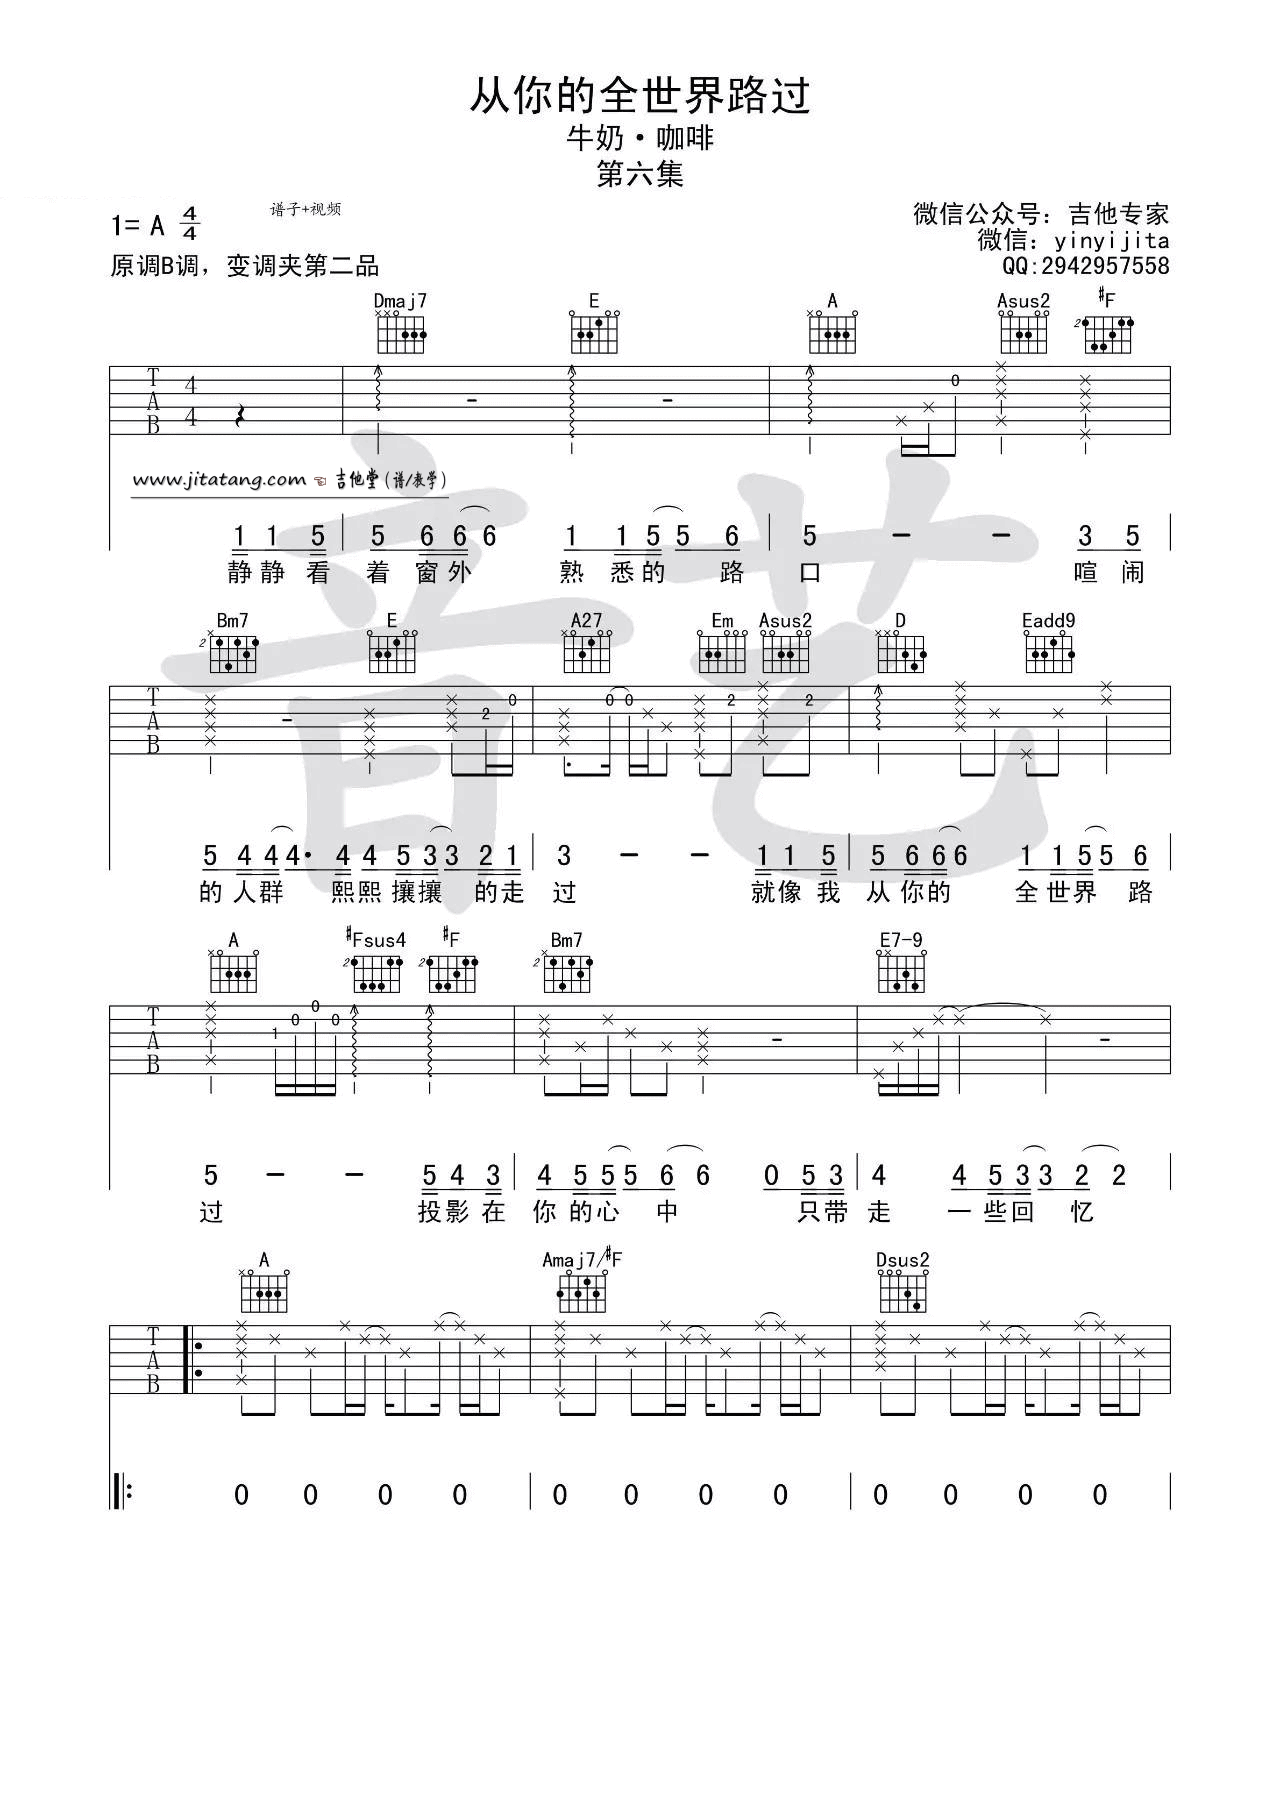 从你的全世界路过
牛奶·咖啡
第六集
谱子+视频
1= A 4/4
微信公众号：吉他专家
微信：yinyijita
原调B调，变调夹第二品
QQ:2942957558
Dmaj7 E A Asus2 #F
2
T A B 4 4 0
www.jitatang.com ☜ 吉他堂（谱/教学）
1 1 5 5 6 6 6 1 1 5 5 6 5 - - 3 5
静静看着窗外 熟悉的路口 喧闹
Bm7 E A27 Em Asus2 D Eadd9
2
T A B 2 0 0 0 2 2
5 4 4 4· 4 4 5 3 3 2 1 3 - - 1 1 5 5 6 6 6 1 1 5 5 6
的人群 熙熙攘攘的走过 就像我从你的全世界路
A #Fsus4 #F Bm7 E7-9
2 2 2
T A B 1 0 0 0
5 - - 5 4 3 4 5 5 5 6 6 0 5 3 4 4 5 3 3 2 2
过 投影在你的心中 只带走一些回忆
A Amaj7/#F Dsus2
T A B
0 0 0 0 0 0 0 0 0 0 0 0
音艺